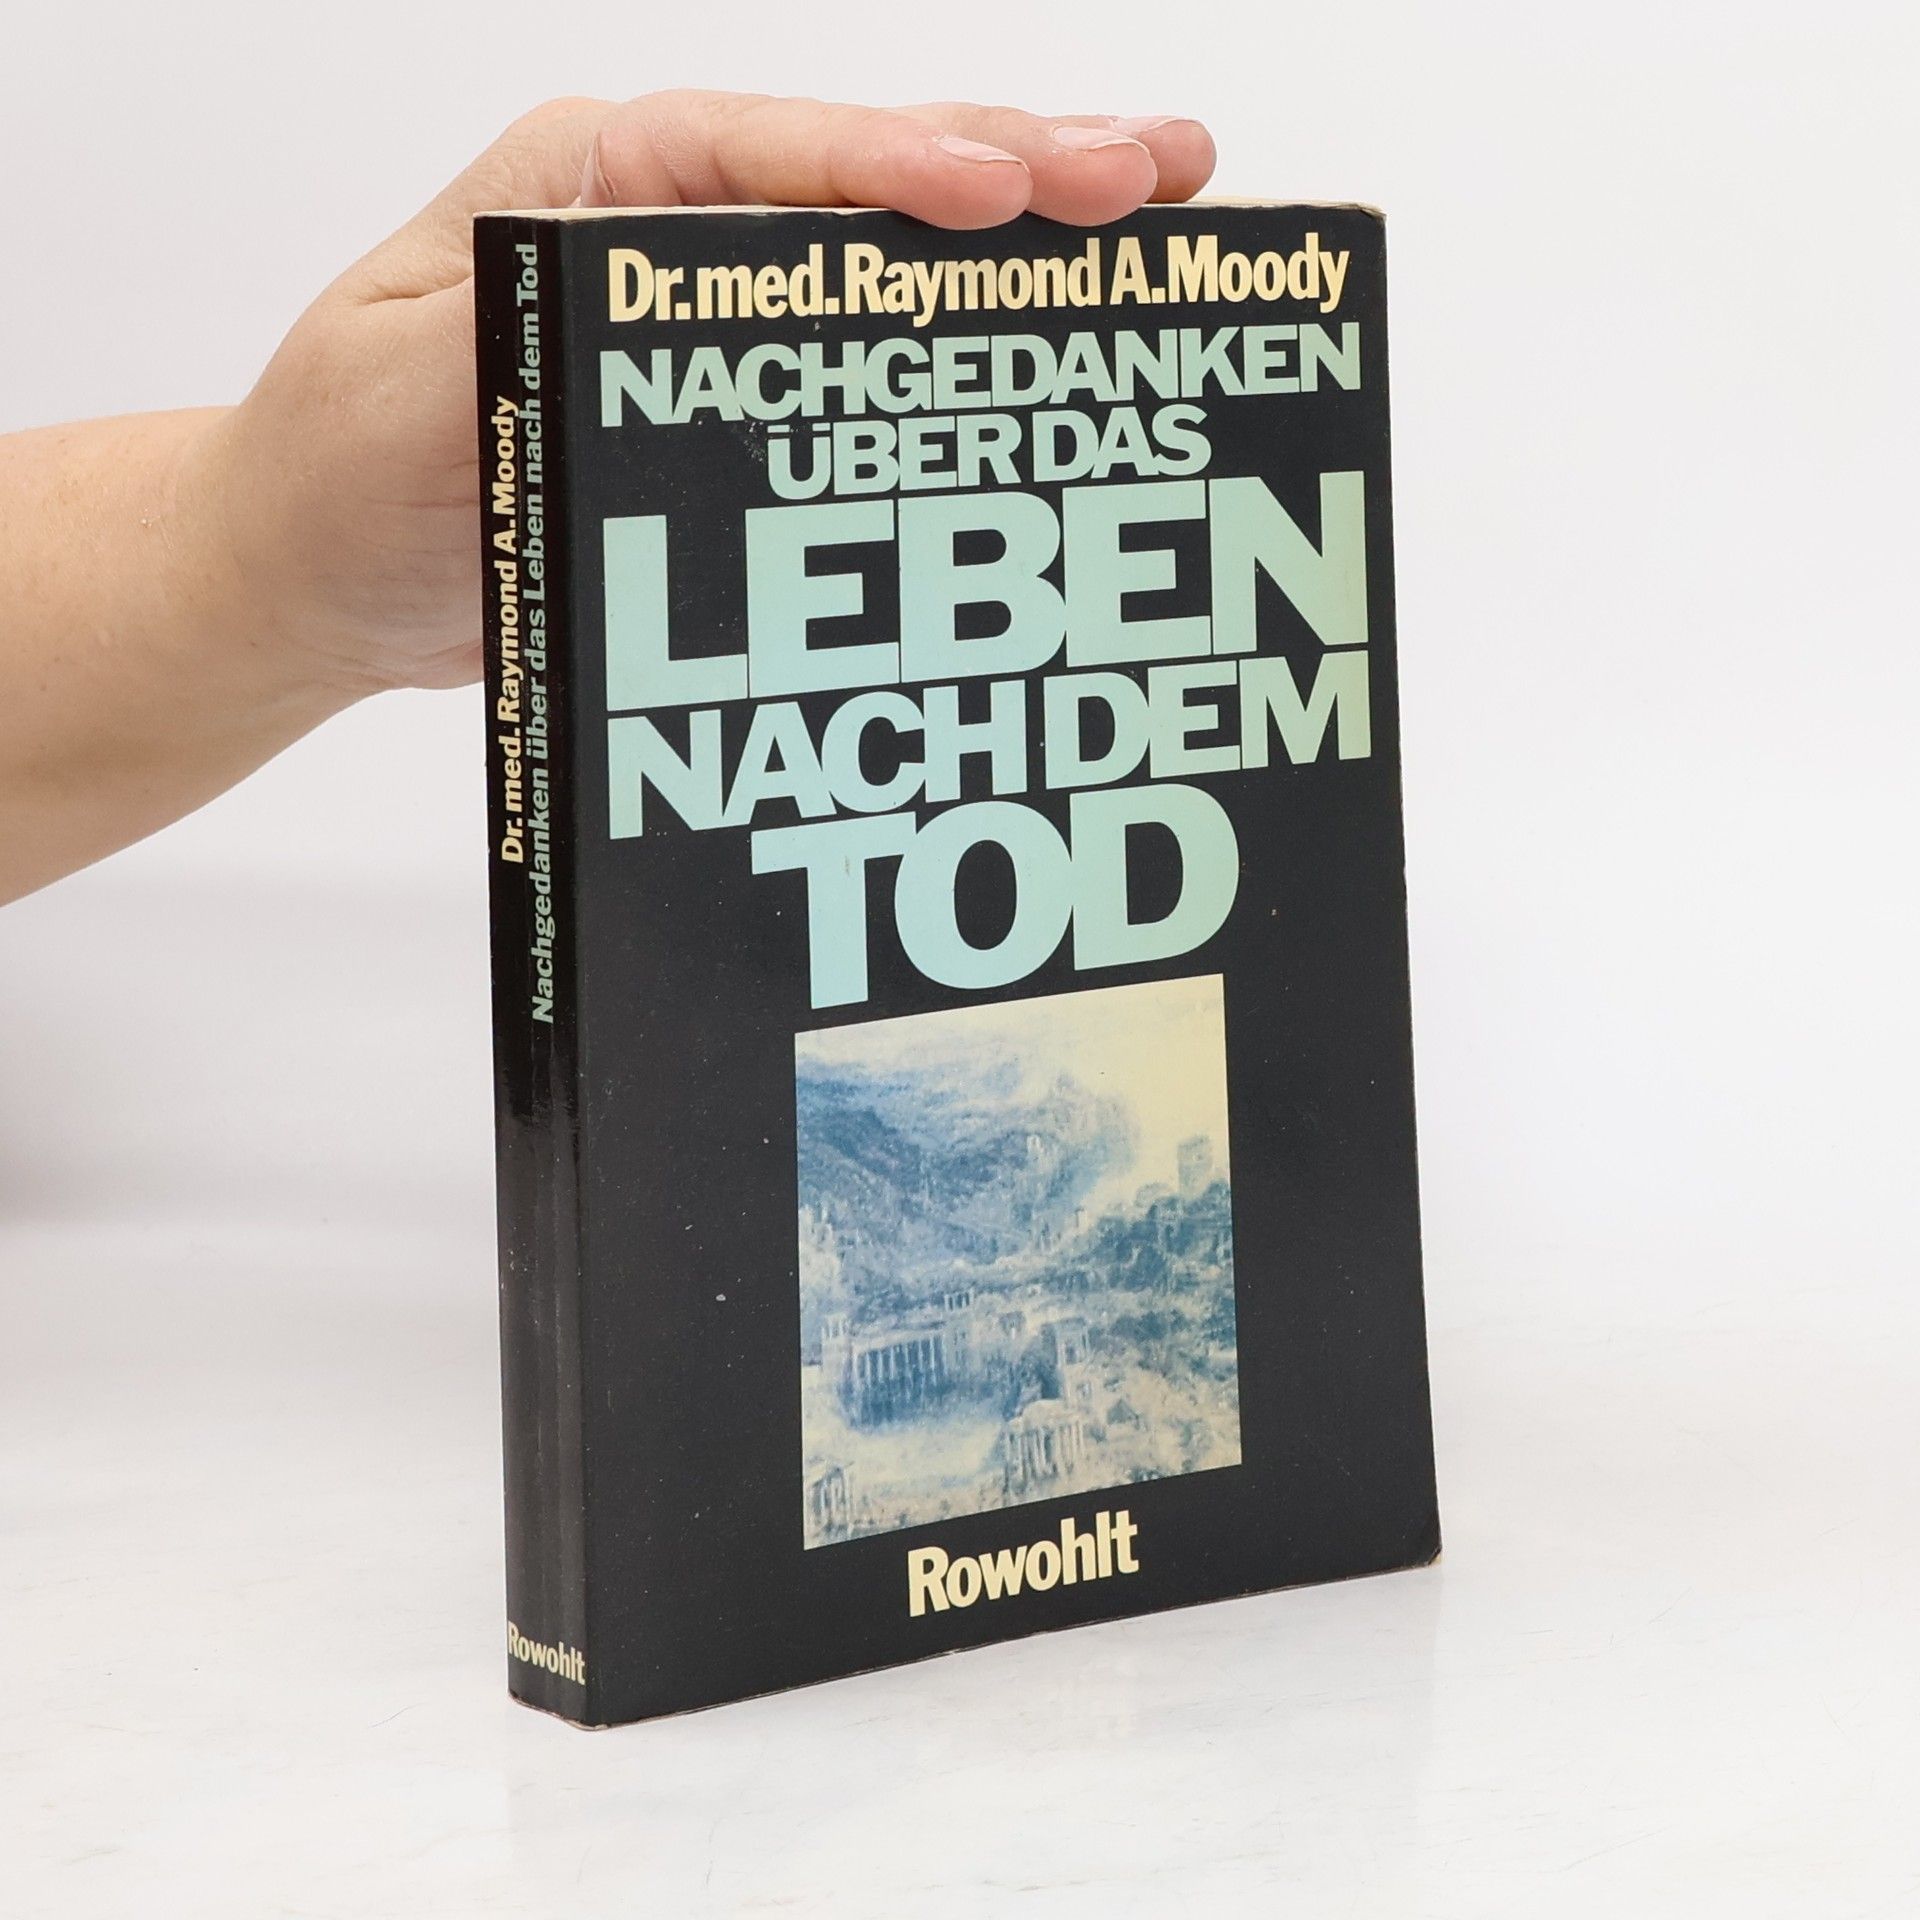 Dr. med. Raymond A. Moody
Nachgedanken über das Leben nach dem Tod
Rowohlt
Dr. med. Raymond A. Moody
NACHGEDANKEN
ÜBER DAS
LEBEN
NACH DEM
TOD
Rowohlt